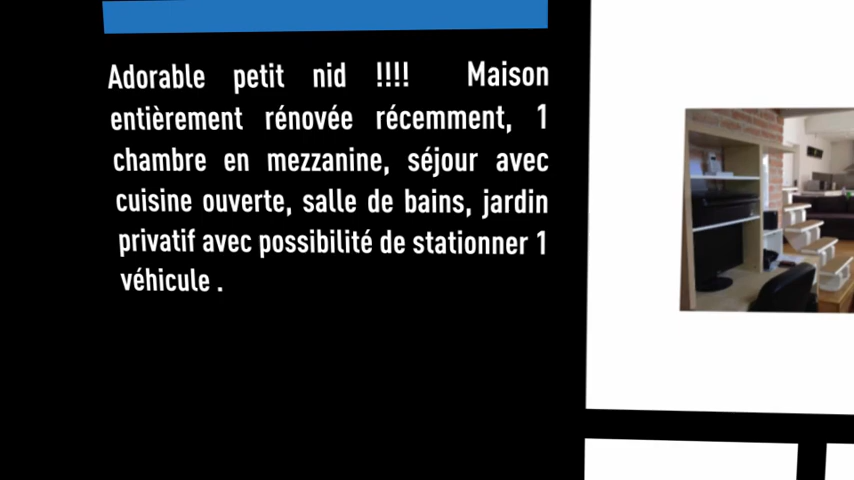 Adorable petit nid !!!! Maison
entièrement rénovée récemment, 1
chambre en mezzanine, séjour avec
cuisine ouverte, salle de bains, jardin
privatif avec possibilité de stationner 1
véhicule .